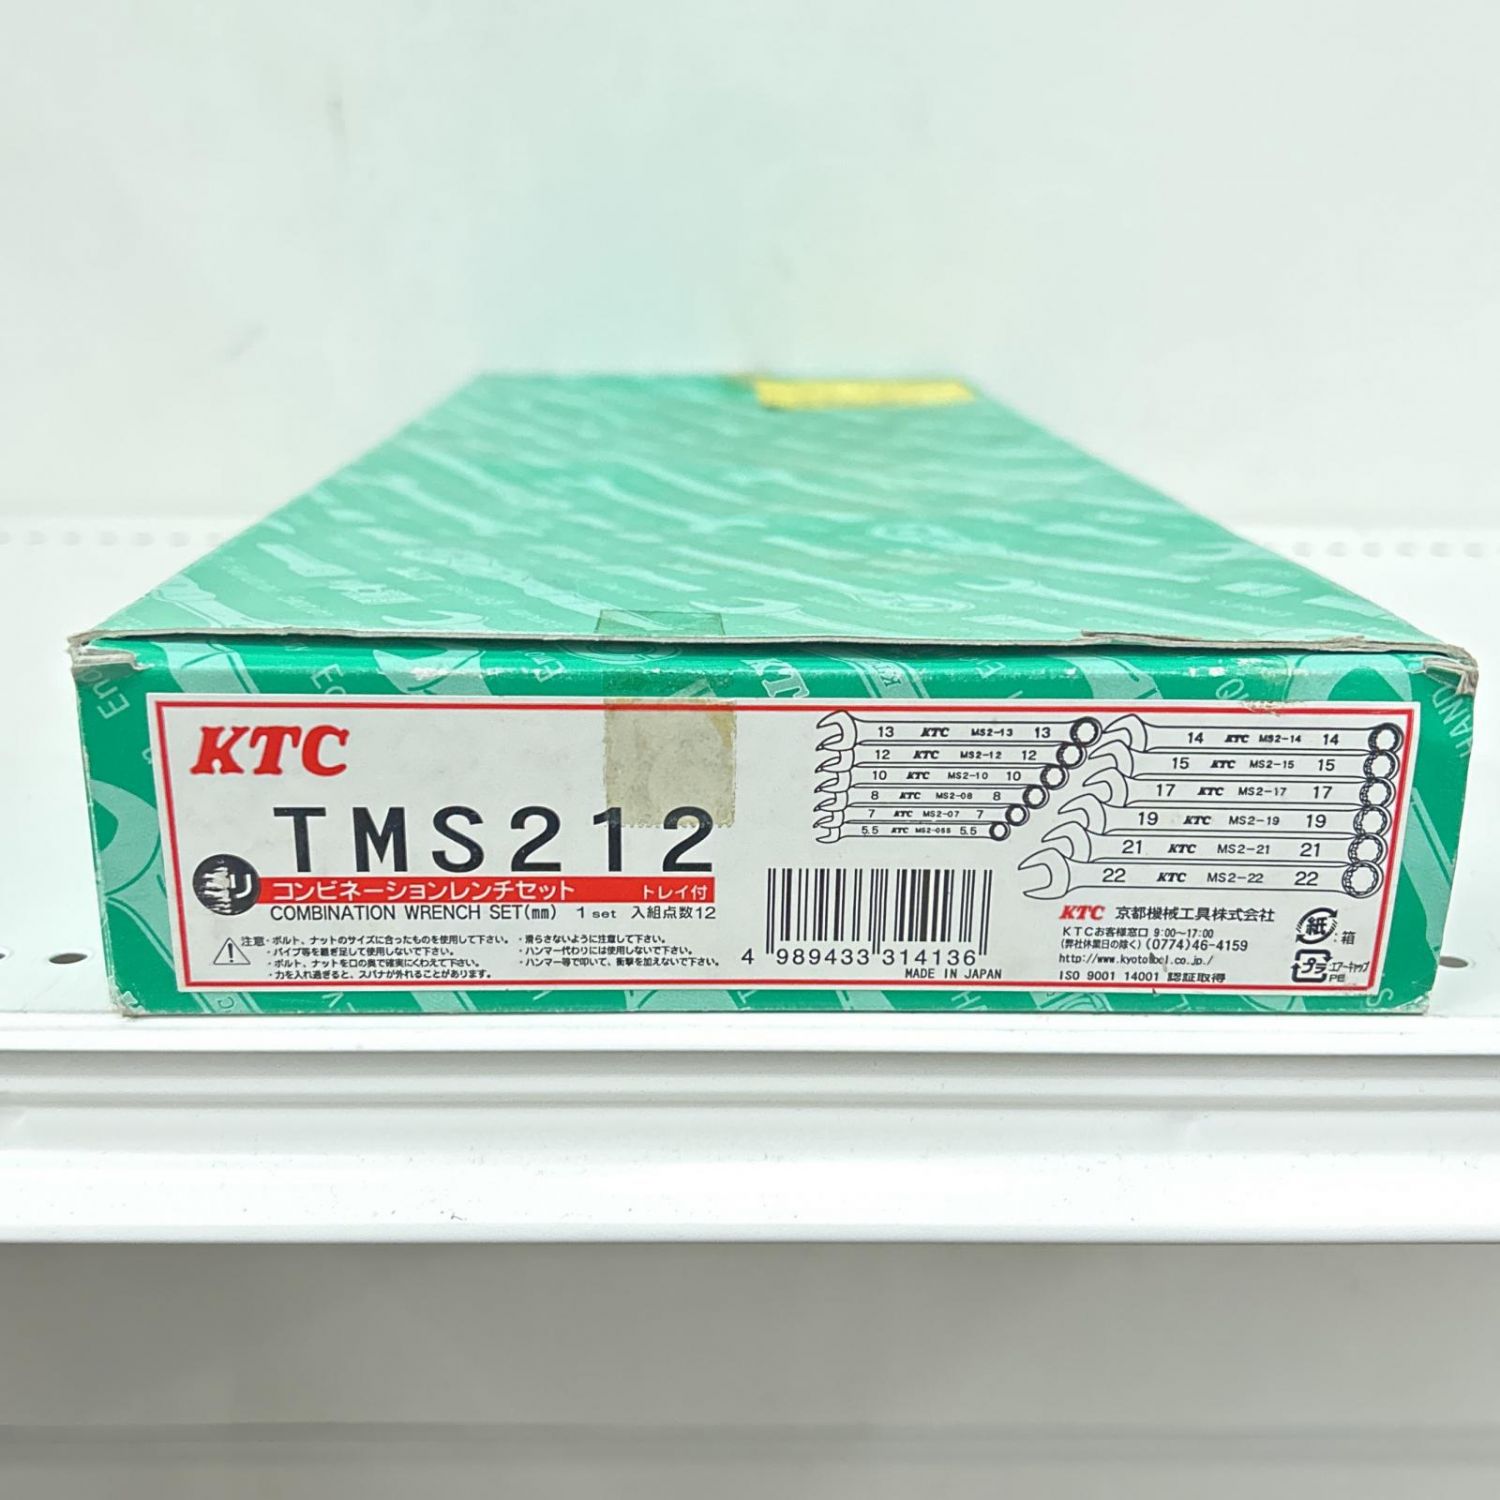 KTC
TMS212
ミリ
コンビネーションレンチセット トレイ付
COMBINATION WRENCH SET(mm) 1 set 入組点数12
注意
・ボルト、ナットのサイズに合ったものを使用して下さい。
・パイプ等を継ぎ足して使用しないで下さい。
・ボルト、ナットを口の奥で確実にくわえて下さい。
・力を入れ過ぎると、スパナが外れることがあります。
・滑らさないように注意して下さい。
・ハンマー代わりには使用しないで下さい。
・ハンマー等で叩いて、衝撃を加えないで下さい。
4 989433 314136
MADE IN JAPAN
13 KTC MS2-13 13
12 KTC MS2-12 12
10 KTC MS2-10 10
8 KTC MS2-08 8
7 KTC MS2-07 7
5.5 KTC MS2-055 5.5
14 KTC MS2-14 14
15 KTC MS2-15 15
17 KTC MS2-17 17
19 KTC MS2-19 19
21 KTC MS2-21 21
22 KTC MS2-22 22
KTC 京都機械工具株式会社
KTCお客様窓口 9:00〜17:00
(弊社休業日の除く) (0774)46-4159
http://www.kyototool.co.jp/
ISO 9001 14001 認証取得
紙 :箱
プラ :エアーキャップ
PE